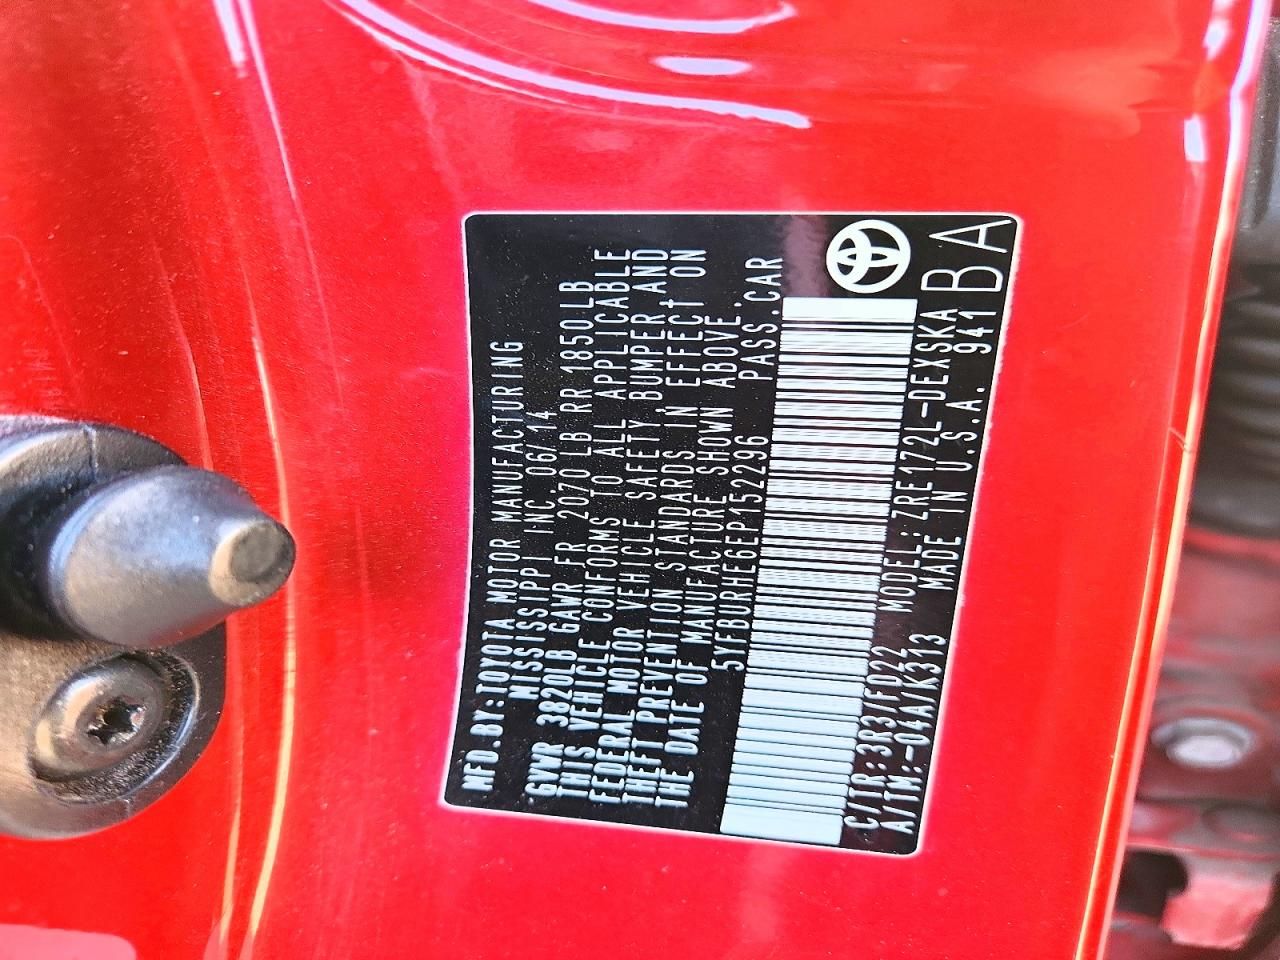 MFD.BY:TOYOTA MOTOR MANUFACTURING
MISSISSIPPI INC. 06/14
GVWR 3820LB GAWR FR 2070 LB RR 1850 LB
THIS VEHICLE CONFORMS TO ALL APPLICABLE
FEDERAL MOTOR VEHICLE SAFETY, BUMPER, AND
THEFT PREVENTION STANDARDS IN EFFECT ON
THE DATE OF MANUFACTURE SHOWN ABOVE.
5YFBURHE6EP152296 PASS.CAR
C/TR:3R3/FD22 MODEL:ZRE172L-DEXSKA
A/TM:-04A/K313 MADE IN U.S.A. 941 BA